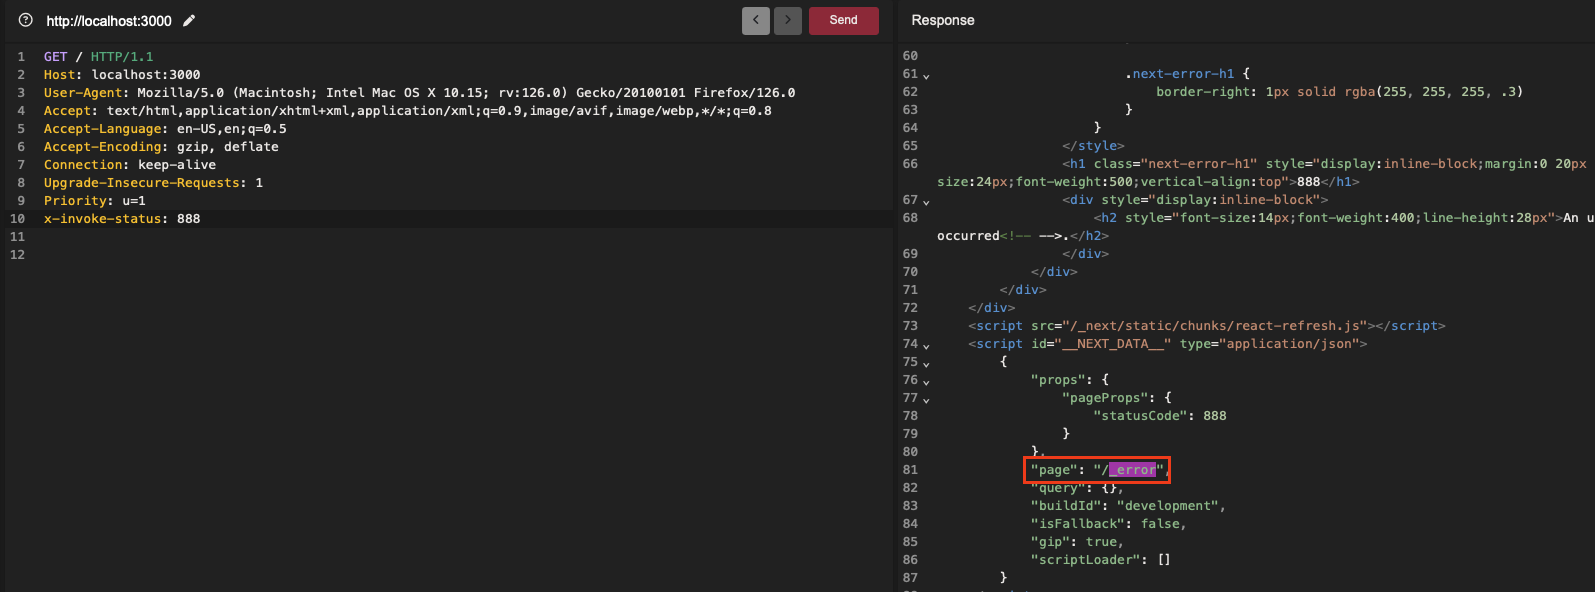 http://localhost:3000
Send
1 GET / HTTP/1.1
2 Host: localhost:3000
3 User-Agent: Mozilla/5.0 (Macintosh; Intel Mac OS X 10.15; rv:126.0) Gecko/20100101 Firefox/126.0
4 Accept: text/html,application/xhtml+xml,application/xml;q=0.9,image/avif,image/webp,*/*;q=0.8
5 Accept-Language: en-US,en;q=0.5
6 Accept-Encoding: gzip, deflate
7 Connection: keep-alive
8 Upgrade-Insecure-Requests: 1
9 Priority: u=1
10 x-invoke-status: 888
11
12
Response
60
61 .next-error-h1 {
62 border-right: 1px solid rgba(255, 255, 255, .3)
63 }
64 }
65 </style>
66 <h1 class="next-error-h1" style="display:inline-block;margin:0 20px
size:24px;font-weight:500;vertical-align:top">888</h1>
67 <div style="display:inline-block">
68 <h2 style="font-size:14px;font-weight:400;line-height:28px">An u
occurred<!-- -->.</h2>
69 </div>
70 </div>
71 </div>
72 </div>
73 <script src="/_next/static/chunks/react-refresh.js"></script>
74 <script id="__NEXT_DATA__" type="application/json">
75 {
76 "props": {
77 "pageProps": {
78 "statusCode": 888
79 }
80 },
81 "page": "/_error",
82 "query": {},
83 "buildId": "development",
84 "isFallback": false,
85 "gip": true,
86 "scriptLoader": []
87 }